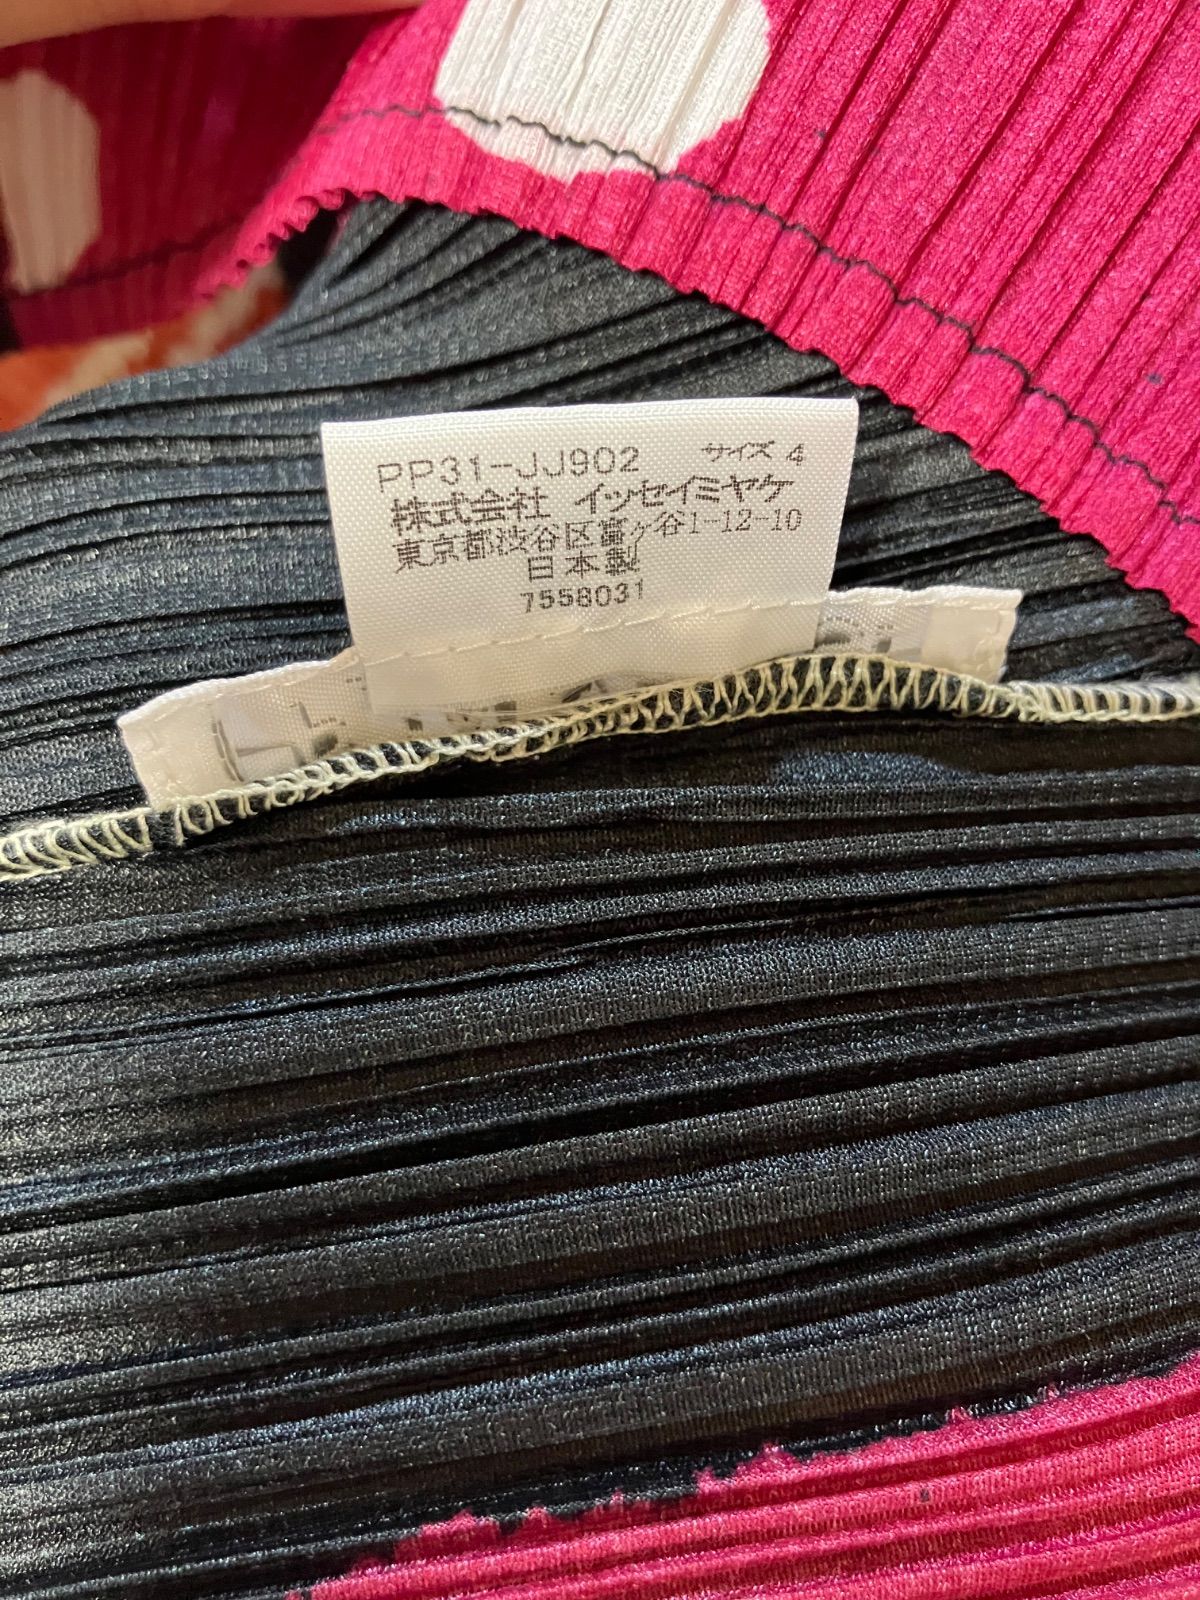 PP31-JJ902 サイズ 4
株式会社 イッセイミヤケ
東京都渋谷区富ヶ谷1-12-10
日本製
7558031